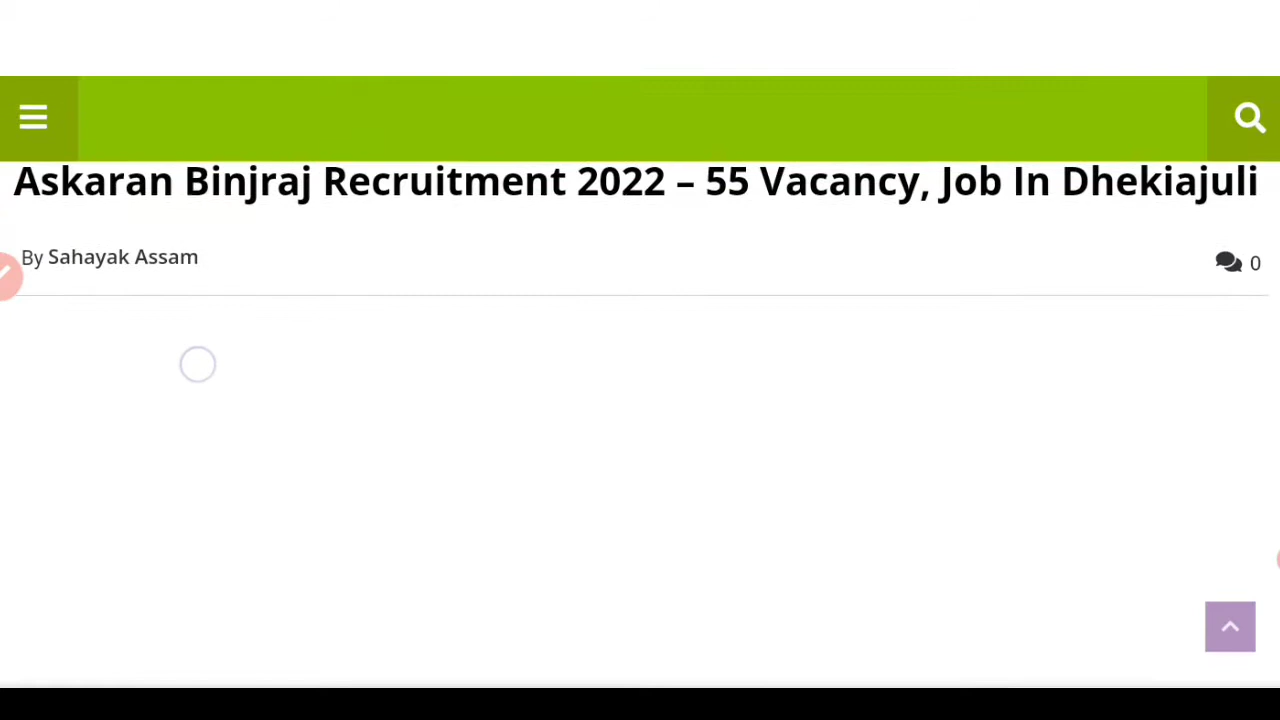 Askaran Binjraj Recruitment 2022 – 55 Vacancy, Job In Dhekiajuli
By Sahayak Assam
0